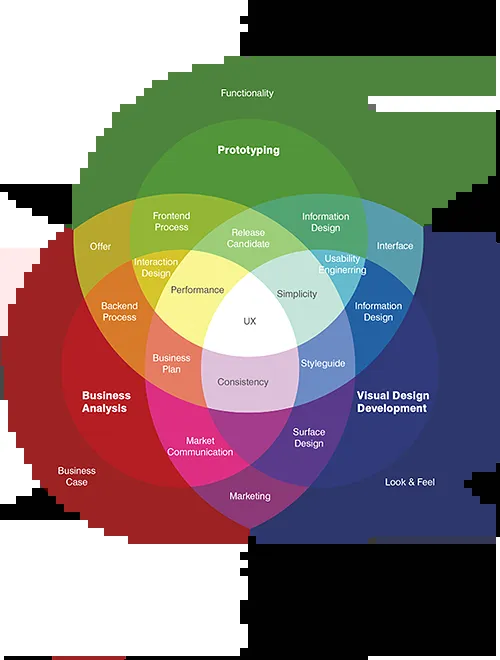 Functionality
Prototyping
Frontend
Process
Information
Design
Release
Candidate
Offer
Interface
Interaction
Design
Usability
Enginerring
Performance
Simplicity
Backend
Process
Information
Design
UX
Business
Plan
Styleguide
Consistency
Business
Analysis
Visual Design
Development
Market
Communication
Surface
Design
Business
Case
Look & Feel
Marketing